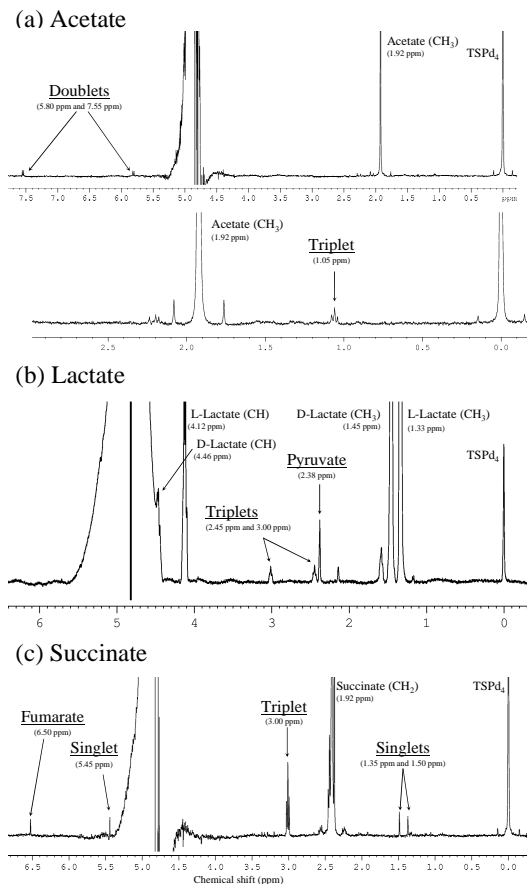 (a) Acetate
Acetate (CH3)
(1.92 ppm)
TSPd4
Doublets
(5.80 ppm and 7.55 ppm)
7.5 7.0 6.5 6.0 5.5 5.0 4.5 4.0 3.5 3.0 2.5 2.0 1.5 1.0 0.5 0.0 ppm
Acetate (CH3)
(1.92 ppm)
Triplet
(1.05 ppm)
2.5 2.0 1.5 1.0 0.5 0.0
(b) Lactate
L-Lactate (CH)
(4.12 ppm)
D-Lactate (CH3)
(1.45 ppm)
L-Lactate (CH3)
(1.33 ppm)
D-Lactate (CH)
(4.46 ppm)
TSPd4
Pyruvate
(2.38 ppm)
Triplets
(2.45 ppm and 3.00 ppm)
6 5 4 3 2 1 0
(c) Succinate
Succinate (CH2)
(1.92 ppm)
TSPd4
Triplet
(3.00 ppm)
Fumarate
(6.50 ppm)
Singlet
(5.45 ppm)
Singlets
(1.35 ppm and 1.50 ppm)
6.5 6.0 5.5 5.0 4.5 4.0 3.5 3.0 2.5 2.0 1.5 1.0 0.5 0.0
Chemical shift (ppm)